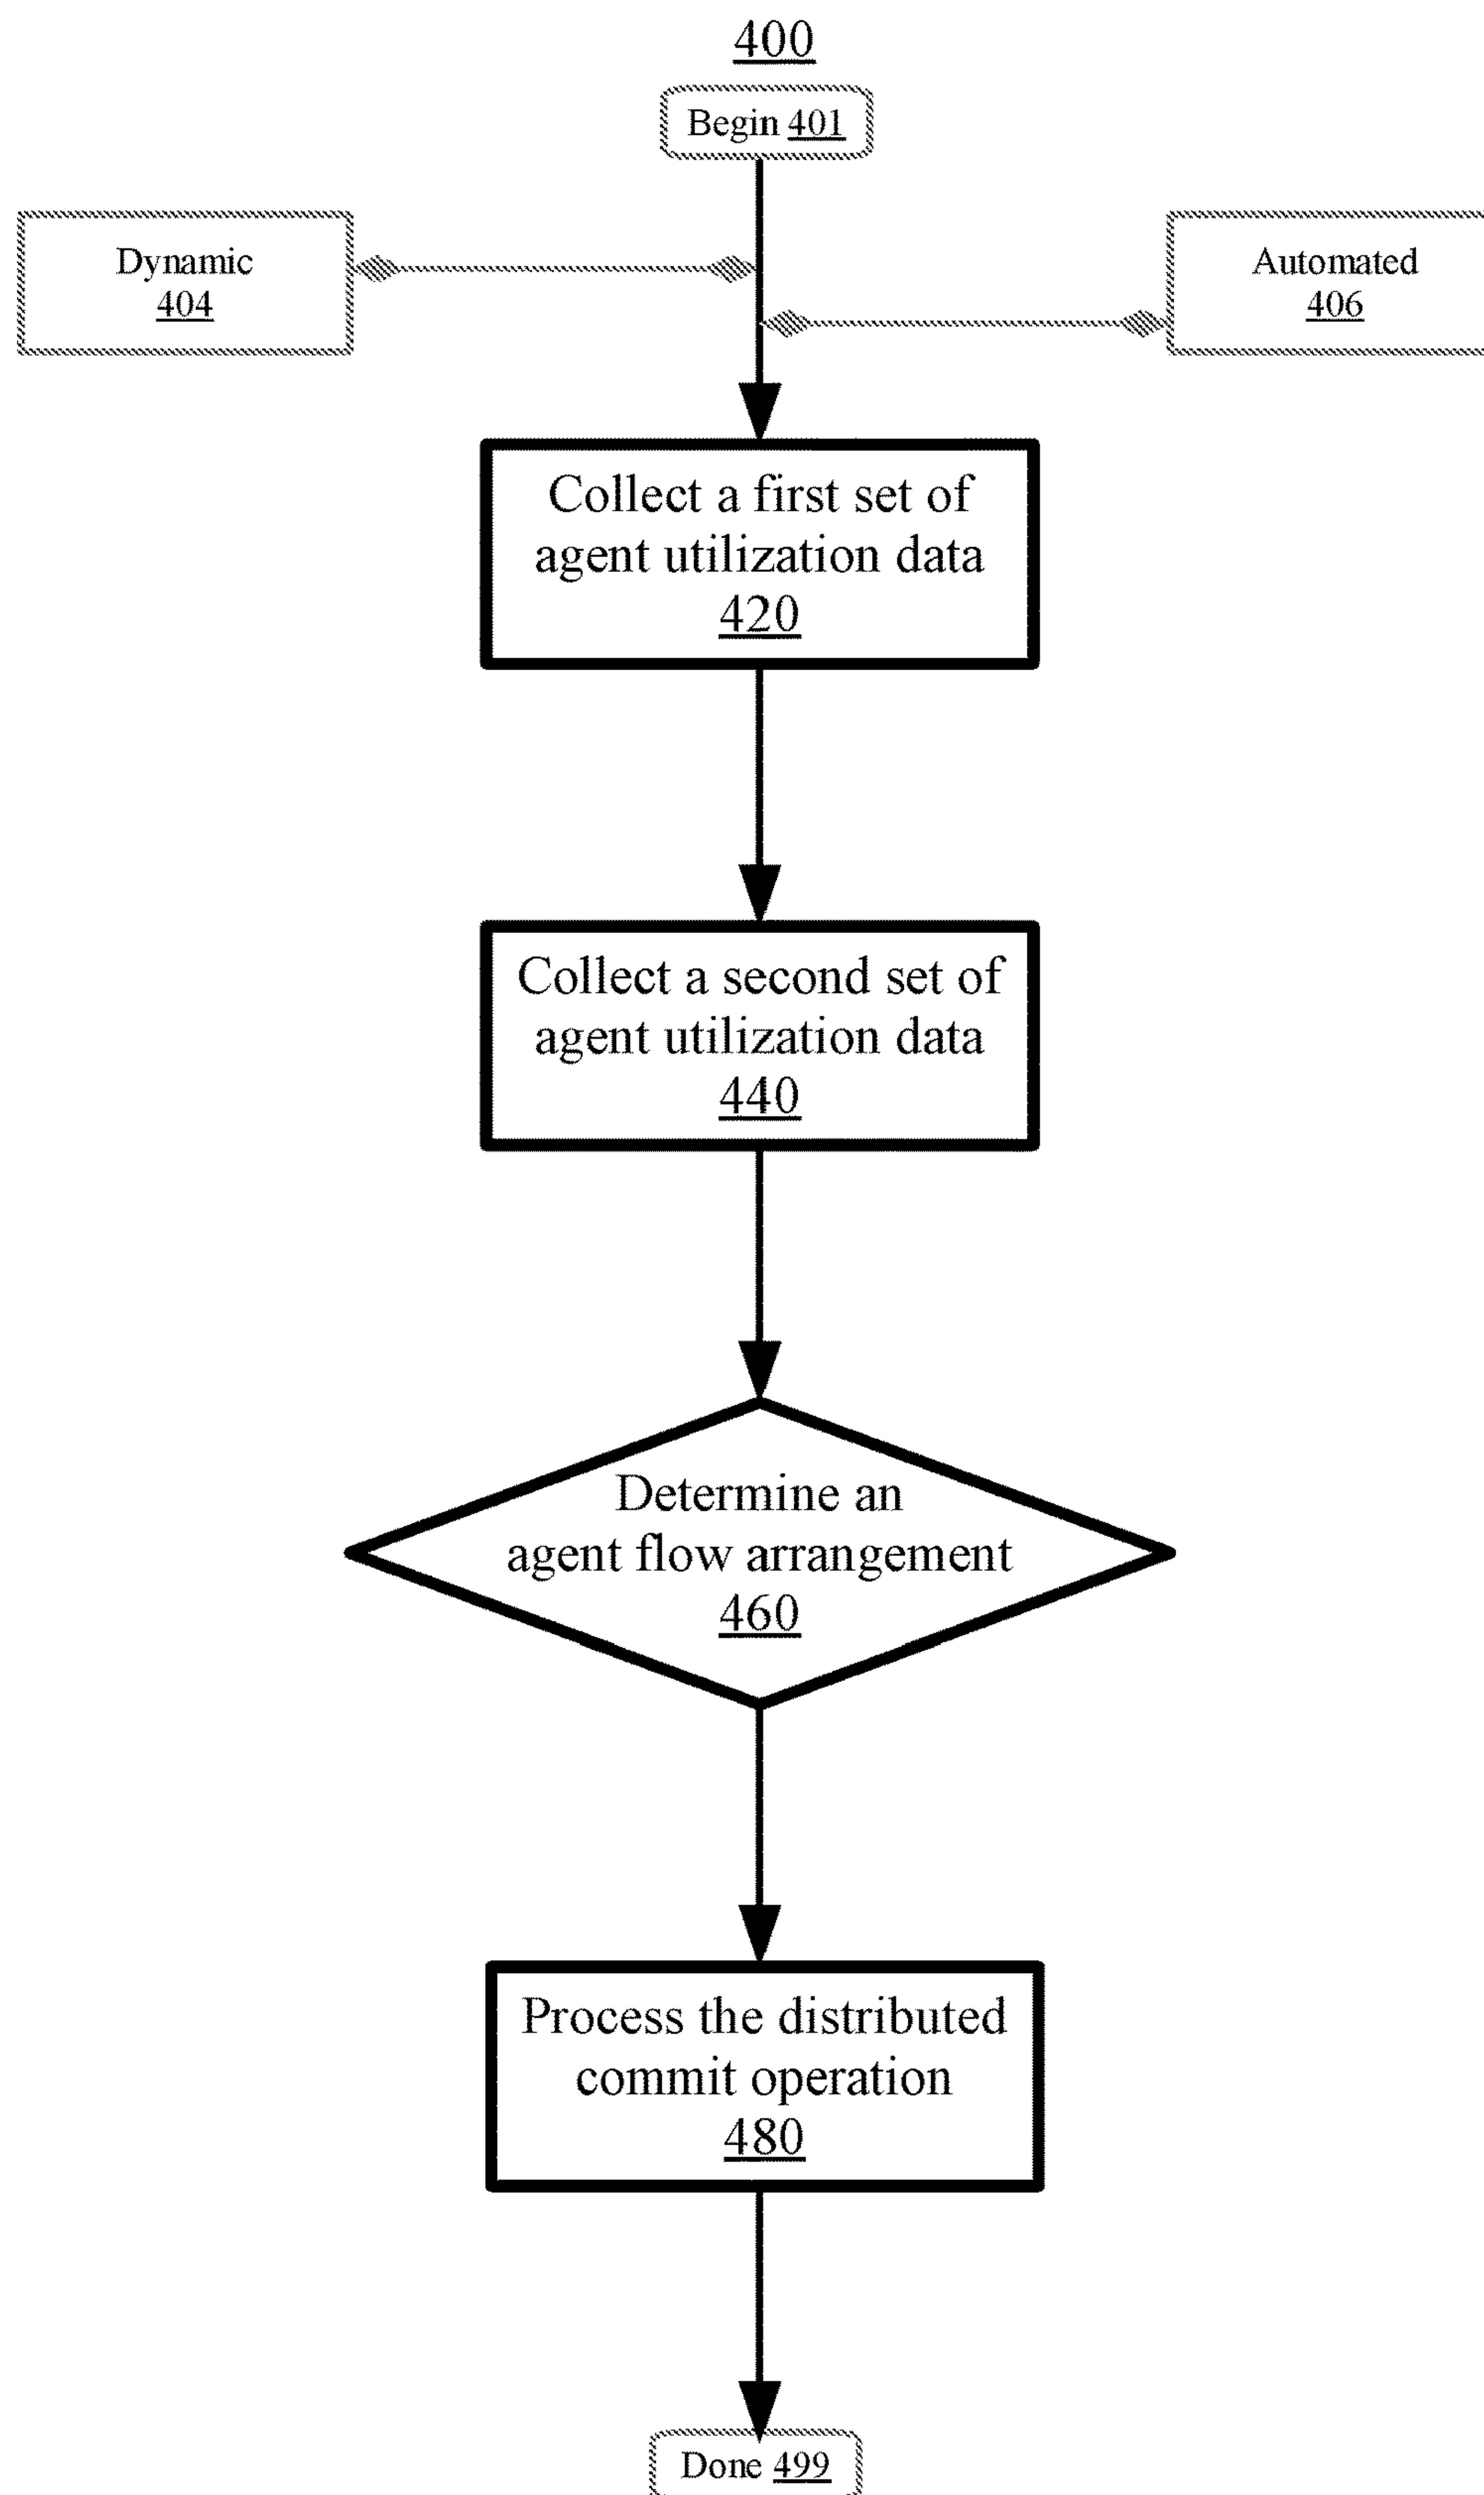 400
Begin 401
Dynamic
404
Automated
406
Collect a first set of
agent utilization data
420
Collect a second set of
agent utilization data
440
Determine an
agent flow arrangement
460
Process the distributed
commit operation
480
Done 499